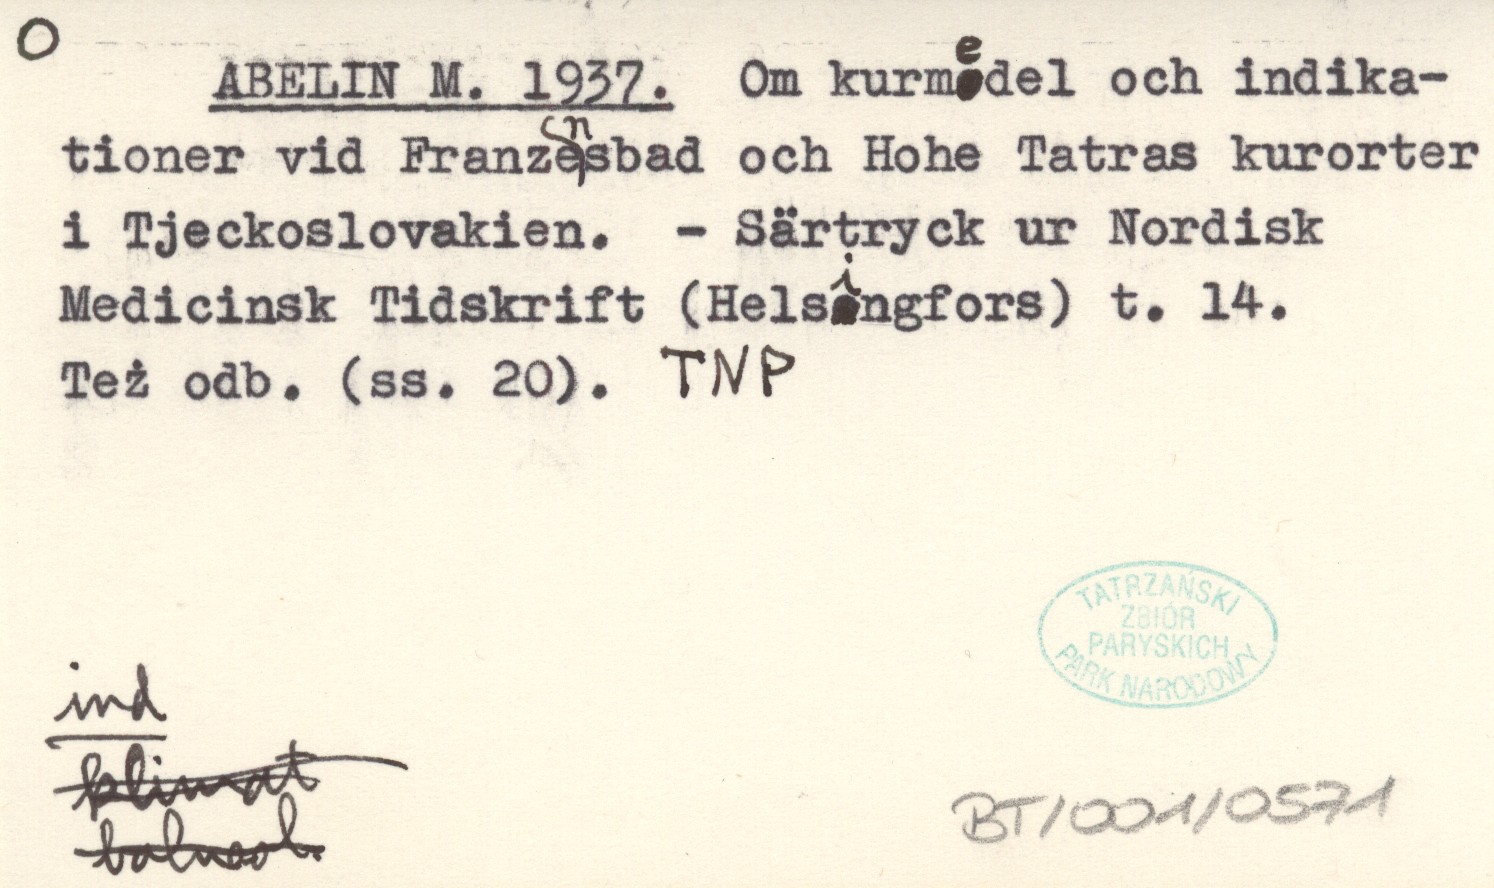 O
ABELIN M. 1937. Om kurmedel och indika-
tioner vid Franzensbad och Hohe Tatras kurorter
i Tjeckoslovakien. - Särtryck ur Nordisk
Medicinsk Tidskrift (Helsingfors) t. 14.
Też odb. (ss. 20). TNP
TATRZAŃSKI
ZBIÓR
PARYSKICH
PARK NARODOWY
ind
klimat
balneol.
BT/001/0571